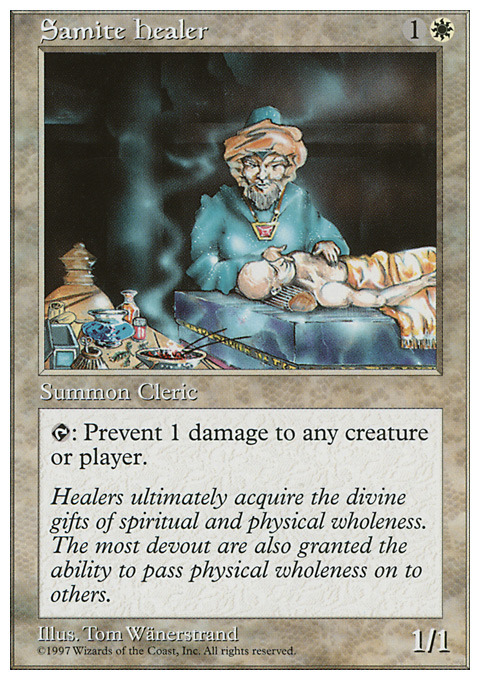 Samite Healer 1
Summon Cleric
: Prevent 1 damage to any creature
or player.
Healers ultimately acquire the divine
gifts of spiritual and physical wholeness.
The most devout are also granted the
ability to pass physical wholeness on to
others.
Illus. Tom Wänerstrand
©1997 Wizards of the Coast, Inc. All rights reserved.
1/1